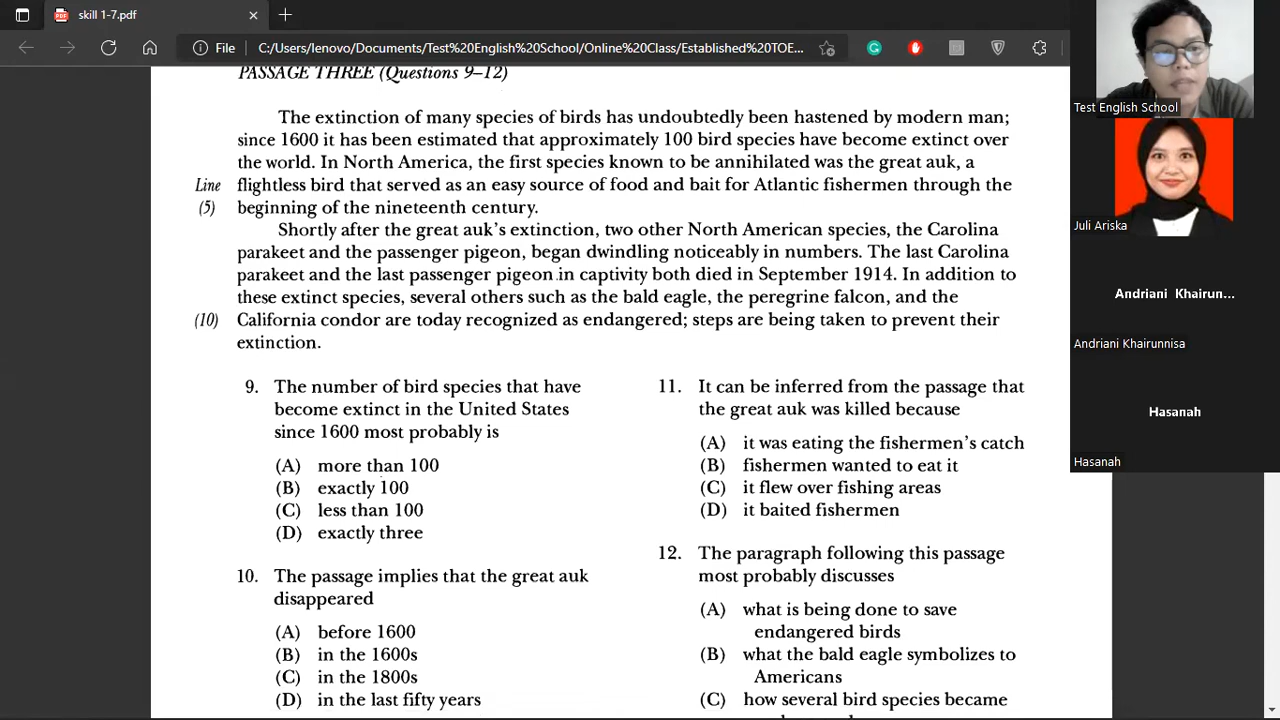 skill 1-7.pdf
File
C:/Users/lenovo/Documents/Test%20English%20School/Online%20Class/Established%20TOE...
PASSAGE THREE (Questions 9–12)
The extinction of many species of birds has undoubtedly been hastened by modern man;
since 1600 it has been estimated that approximately 100 bird species have become extinct over
the world. In North America, the first species known to be annihilated was the great auk, a
Line flightless bird that served as an easy source of food and bait for Atlantic fishermen through the
(5) beginning of the nineteenth century.
Shortly after the great auk's extinction, two other North American species, the Carolina
parakeet and the passenger pigeon, began dwindling noticeably in numbers. The last Carolina
parakeet and the last passenger pigeon in captivity both died in September 1914. In addition to
these extinct species, several others such as the bald eagle, the peregrine falcon, and the
(10) California condor are today recognized as endangered; steps are being taken to prevent their
extinction.
9. The number of bird species that have
become extinct in the United States
since 1600 most probably is
(A) more than 100
(B) exactly 100
(C) less than 100
(D) exactly three
10. The passage implies that the great auk
disappeared
(A) before 1600
(B) in the 1600s
(C) in the 1800s
(D) in the last fifty years
11. It can be inferred from the passage that
the great auk was killed because
(A) it was eating the fishermen's catch
(B) fishermen wanted to eat it
(C) it flew over fishing areas
(D) it baited fishermen
12. The paragraph following this passage
most probably discusses
(A) what is being done to save
endangered birds
(B) what the bald eagle symbolizes to
Americans
(C) how several bird species became
Test English School
Juli Ariska
Andriani Khairun...
Andriani Khairunnisa
Hasanah
Hasanah